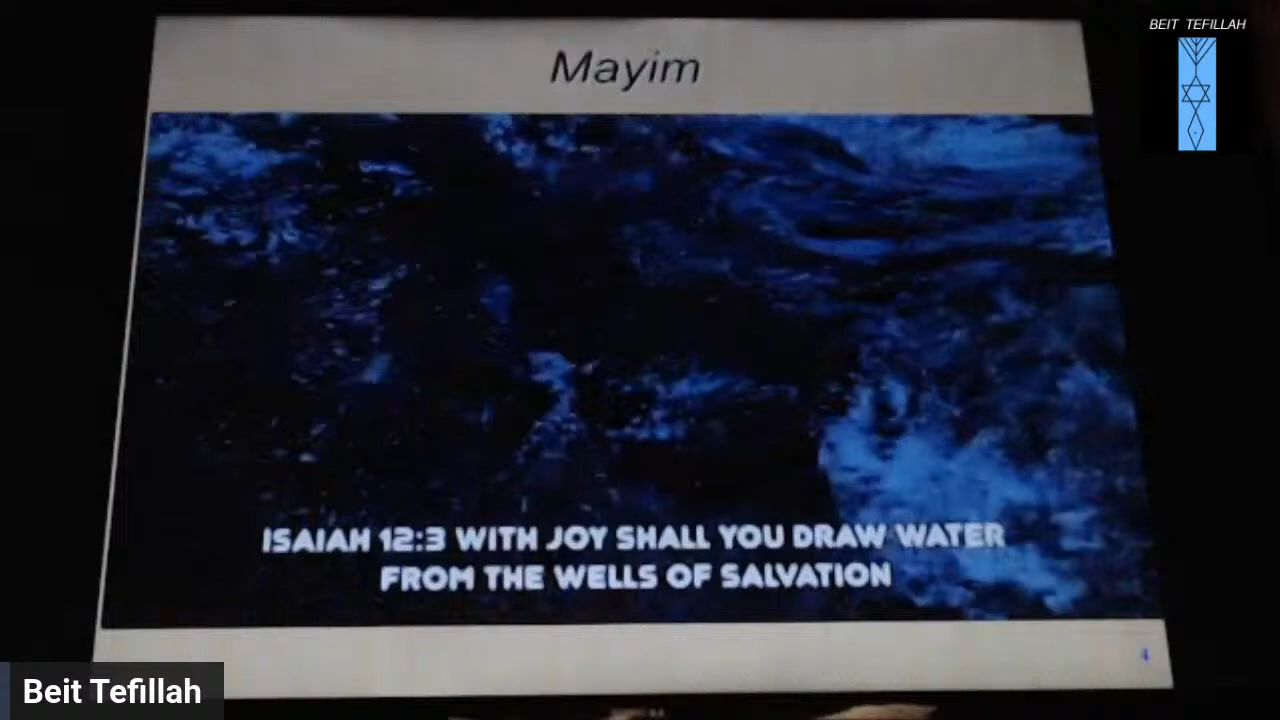 BEIT TEFILLAH
Mayim
ISAIAH 12:3 WITH JOY SHALL YOU DRAW WATER
FROM THE WELLS OF SALVATION
4
Beit Tefillah